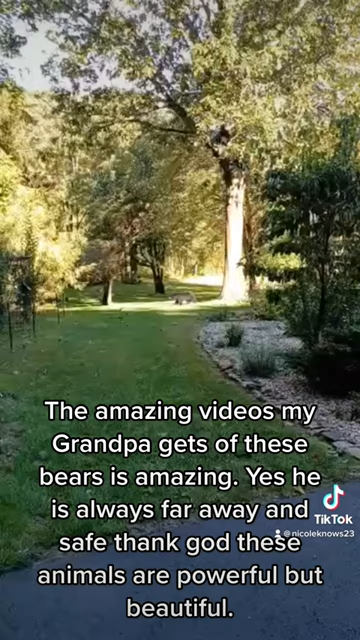 The amazing videos my
Grandpa gets of these
bears is amazing. Yes he
is always far away and
safe thank god these
animals are powerful but
beautiful.
TikTok
@nicoleknows23